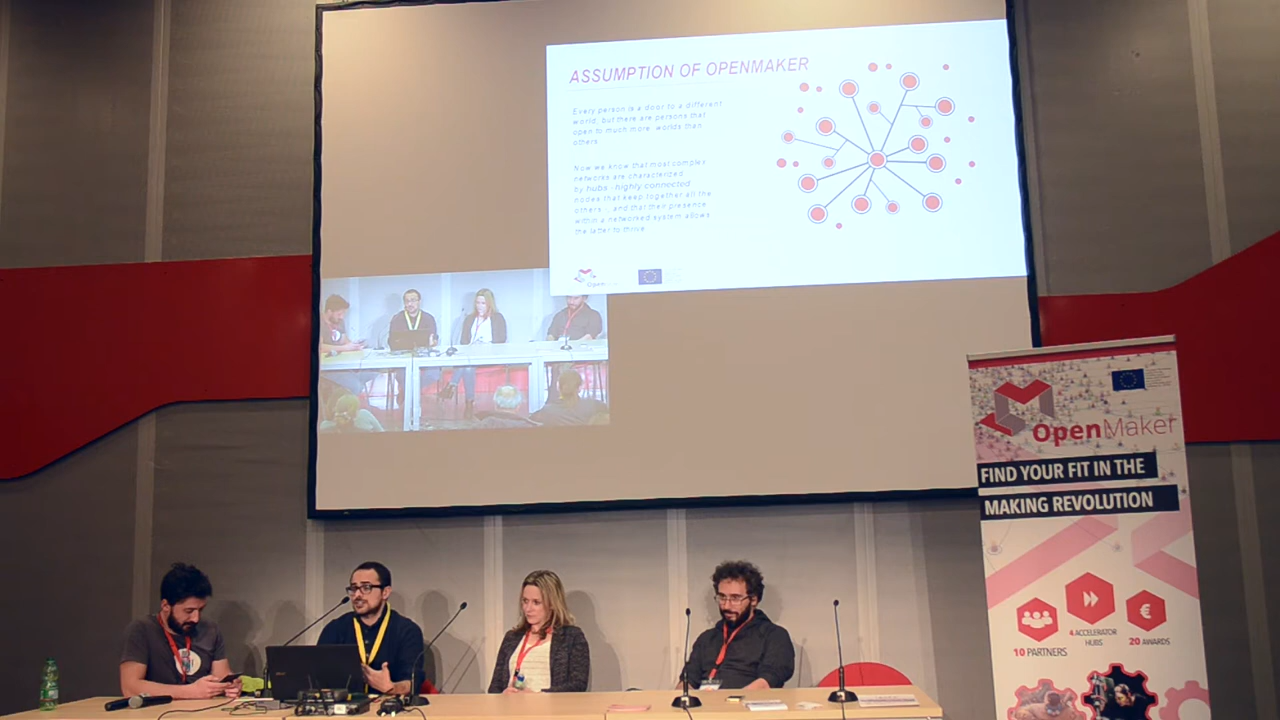 ASSUMPTION OF OPENMAKER
Every person is a door to a different
world, but there are persons that
open to much more worlds than
others.
Now we know that most complex
networks are characterized
by hubs - highly connected
nodes that keep together all the
others - and that then presence
within a networked system allows
the latter to thrive
Open
OpenMaker
FIND YOUR FIT IN THE
MAKING REVOLUTION
10 PARTNERS
4 ACCELERATOR
HUBS
20 AWARDS